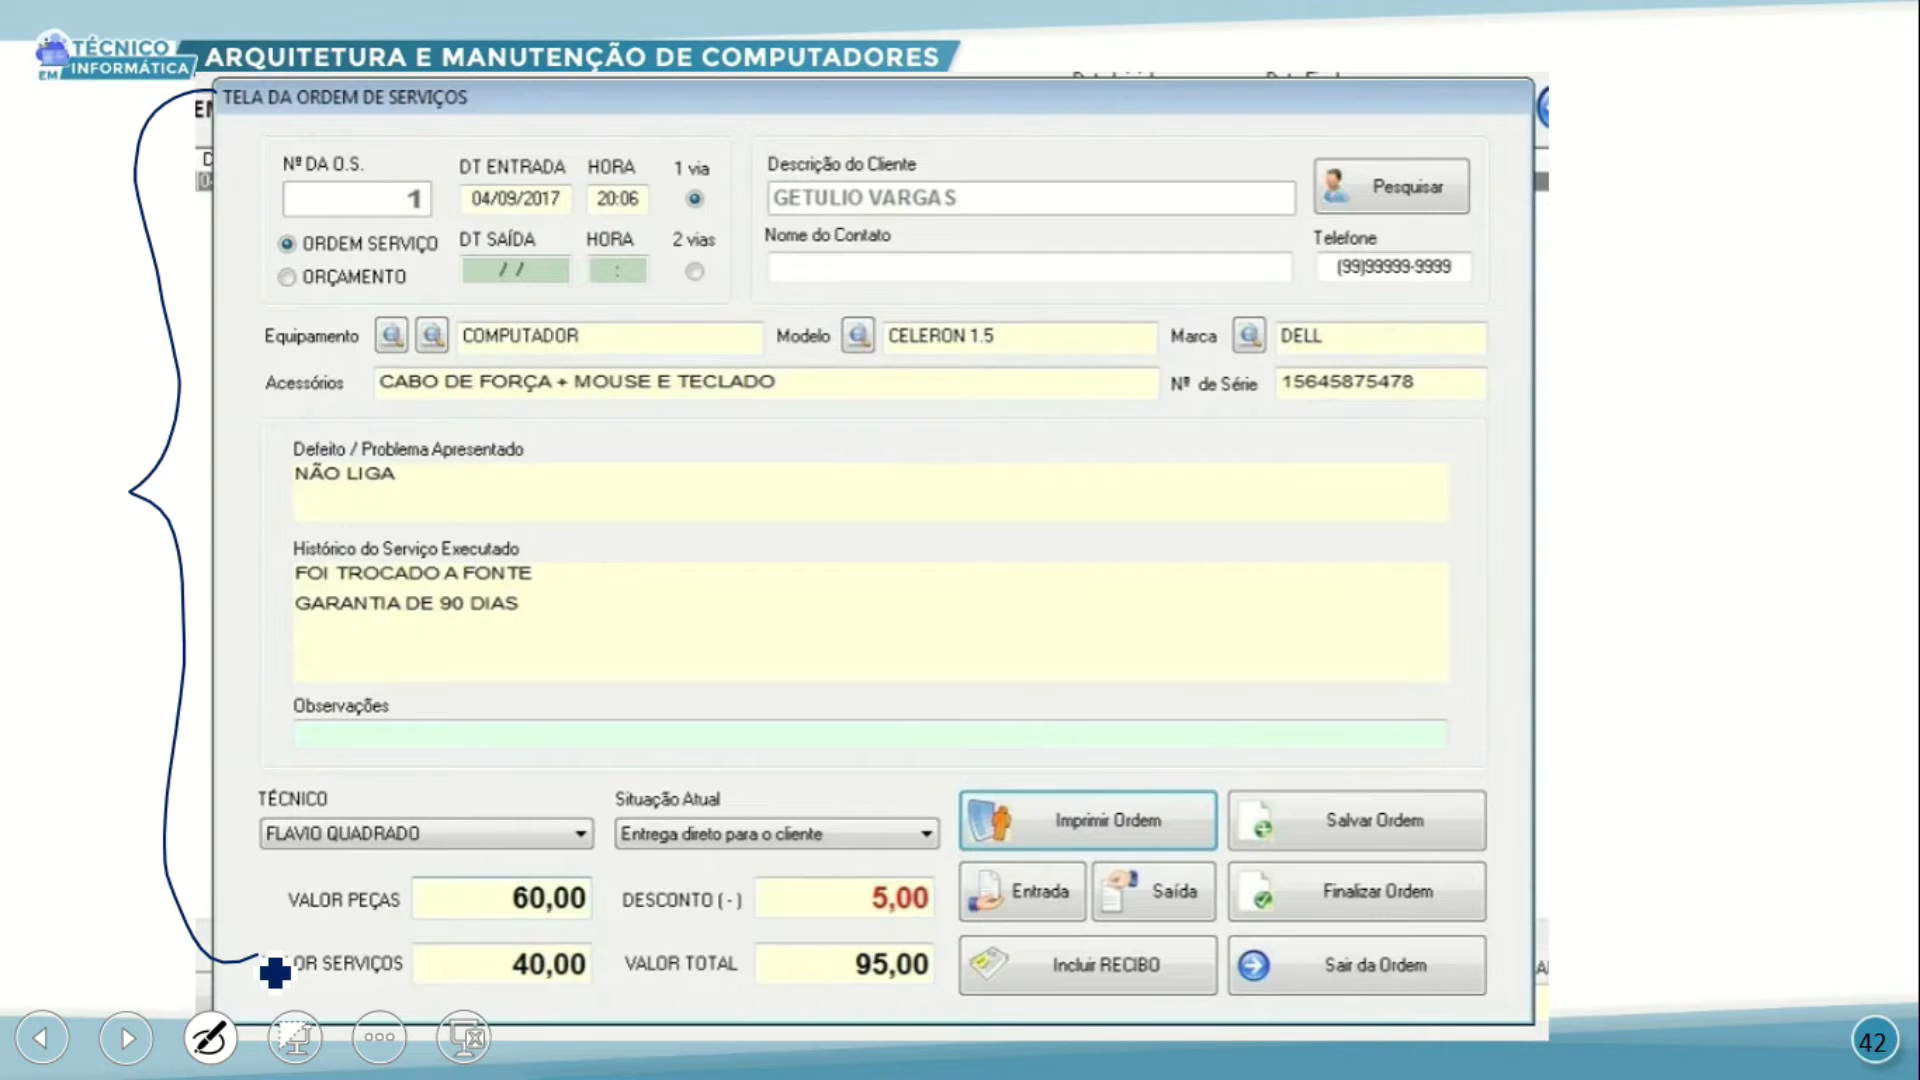 TÉCNICO
EM INFORMÁTICA
ARQUITETURA E MANUTENÇÃO DE COMPUTADORES
TELA DA ORDEM DE SERVIÇOS
Nº DA O.S.
DT ENTRADA
HORA
1 via
1
04/09/2017
20:06
ORDEM SERVIÇO
DT SAÍDA
HORA
2 vias
ORÇAMENTO
/ /
:
Descrição do Cliente
GETULIO VARGAS
Pesquisar
Nome do Contato
Telefone
(99)99999-9999
Equipamento
COMPUTADOR
Modelo
CELERON 1.5
Marca
DELL
Acessórios
CABO DE FORÇA + MOUSE E TECLADO
Nº de Série
15645875478
Defeito / Problema Apresentado
NÃO LIGA
Histórico do Serviço Executado
FOI TROCADO A FONTE
GARANTIA DE 90 DIAS
Observações
TÉCNICO
FLAVIO QUADRADO
Situação Atual
Entrega direto para o cliente
VALOR PEÇAS
60,00
DESCONTO ( - )
5,00
OR SERVIÇOS
40,00
VALOR TOTAL
95,00
Imprimir Ordem
Salvar Ordem
Entrada
Saída
Finalizar Ordem
Incluir RECIBO
Sair da Ordem
42